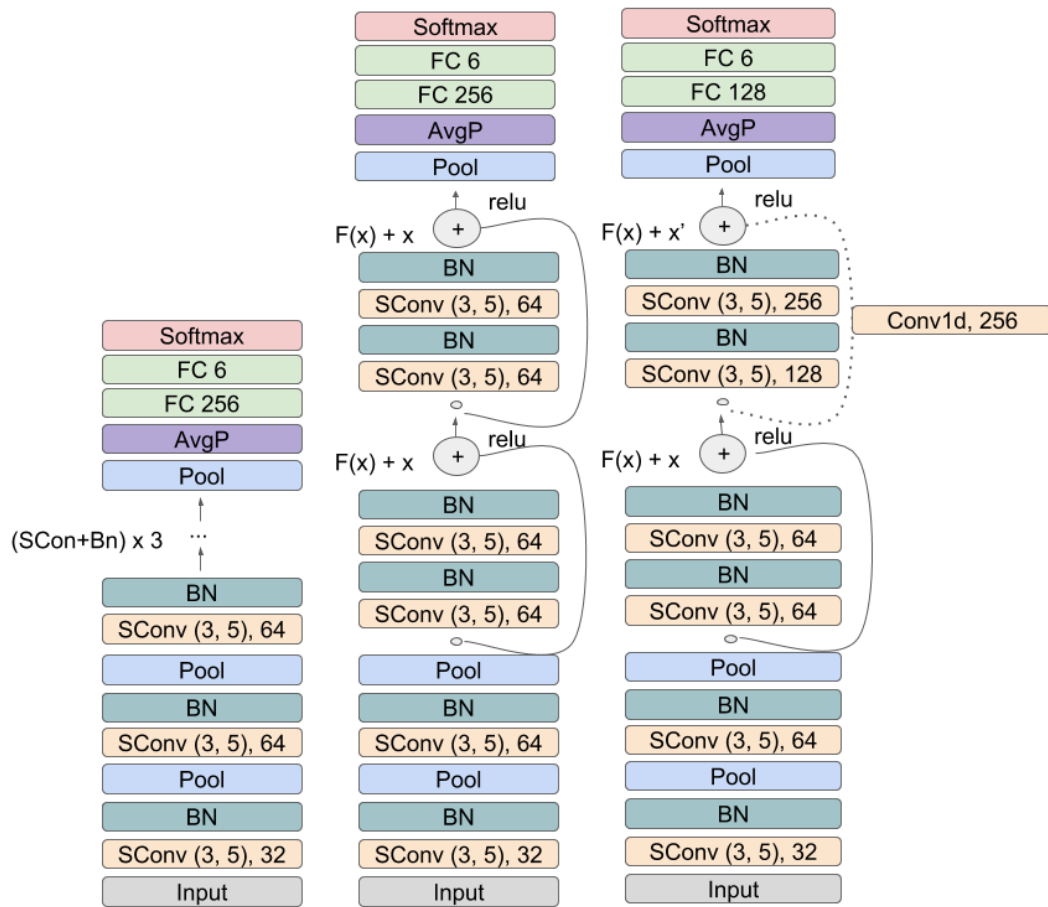 Softmax
FC 6
FC 256
AvgP
Pool
(SCon+Bn) x 3
...
BN
SConv (3, 5), 64
Pool
BN
SConv (3, 5), 64
Pool
BN
SConv (3, 5), 32
Input
Softmax
FC 6
FC 256
AvgP
Pool
relu
F(x) + x
+
BN
SConv (3, 5), 64
BN
SConv (3, 5), 64
relu
F(x) + x
+
BN
SConv (3, 5), 64
BN
SConv (3, 5), 64
Pool
BN
SConv (3, 5), 64
Pool
BN
SConv (3, 5), 32
Input
Softmax
FC 6
FC 128
AvgP
Pool
relu
F(x) + x’
+
BN
SConv (3, 5), 256
BN
SConv (3, 5), 128
Conv1d, 256
relu
F(x) + x
+
BN
SConv (3, 5), 64
BN
SConv (3, 5), 64
Pool
BN
SConv (3, 5), 64
Pool
BN
SConv (3, 5), 32
Input